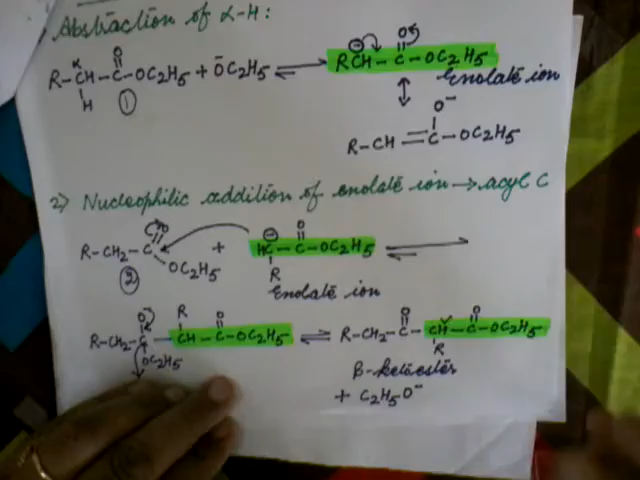 Abstraction of α-H:
R-CH-C-OC2H5 + ŌC2H5 ⇌ RCH-C-OC2H5
α O ⊖ O
H ① Enolate ion
↕
O⁻
R-CH=C-OC2H5
2) Nucleophilic addition of enolate ion → acyl C
O ⊖ O
R-CH2-C + HC-C-OC2H5 ⇌
OC2H5 R
② Enolate ion
O⁻ R O O O
R-CH2-C-CH-C-OC2H5 ⇌ R-CH2-C-CH-C-OC2H5
OC2H5 R
β-ketoester
+ C2H5O⁻